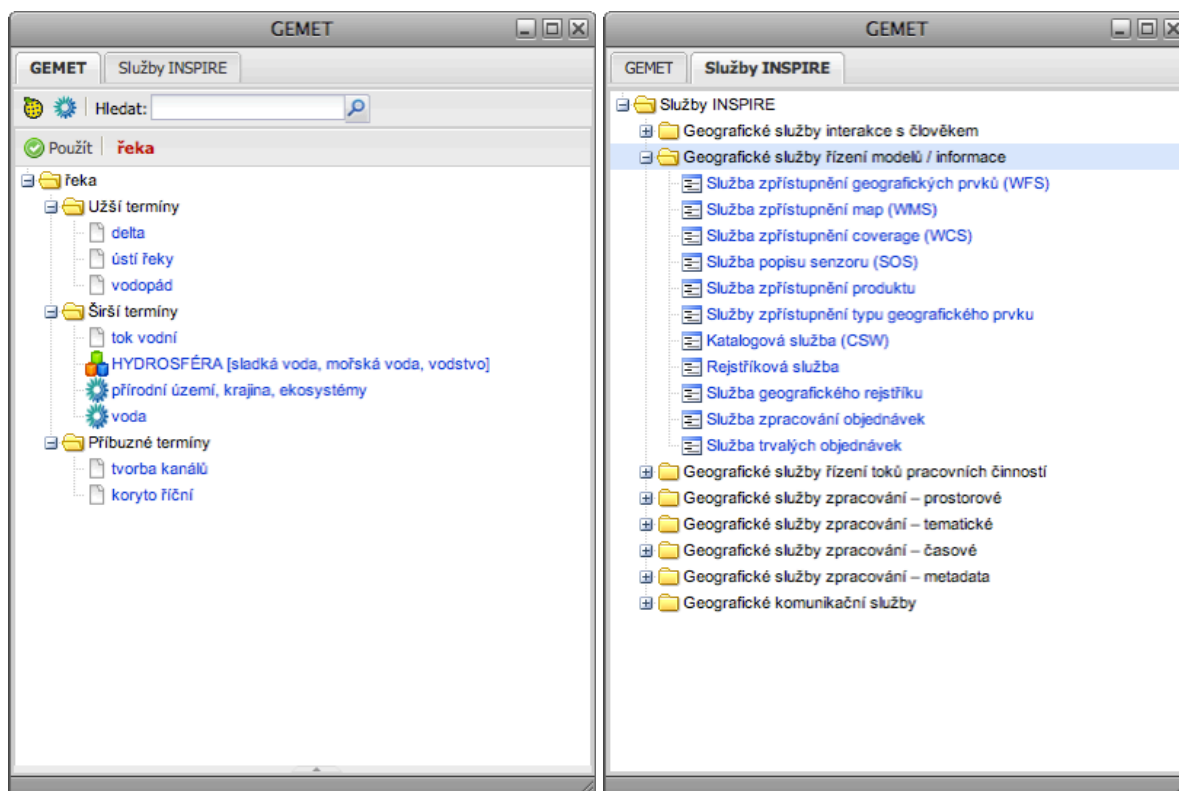 GEMET
GEMET Služby INSPIRE
Hledat:
Použít řeka
řeka
Užší termíny
delta
ústí řeky
vodopád
Širší termíny
tok vodní
HYDROSFÉRA [sladká voda, mořská voda, vodstvo]
přírodní území, krajina, ekosystémy
voda
Příbuzné termíny
tvorba kanálů
koryto říční
GEMET
GEMET Služby INSPIRE
Služby INSPIRE
Geografické služby interakce s člověkem
Geografické služby řízení modelů / informace
Služba zpřístupnění geografických prvků (WFS)
Služba zpřístupnění map (WMS)
Služba zpřístupnění coverage (WCS)
Služba popisu senzoru (SOS)
Služba zpřístupnění produktu
Služby zpřístupnění typu geografického prvku
Katalogová služba (CSW)
Rejstříková služba
Služba geografického rejstříku
Služba zpracování objednávek
Služba trvalých objednávek
Geografické služby řízení toků pracovních činností
Geografické služby zpracování – prostorové
Geografické služby zpracování – tematické
Geografické služby zpracování – časové
Geografické služby zpracování – metadata
Geografické komunikační služby